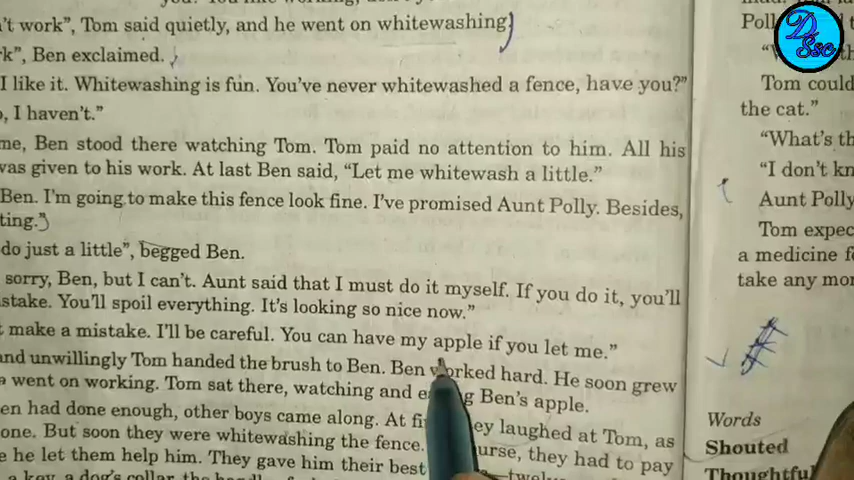 't work", Tom said quietly, and he went on whitewashing
rk", Ben exclaimed.
I like it. Whitewashing is fun. You've never whitewashed a fence, have you?"
, I haven't."
me, Ben stood there watching Tom. Tom paid no attention to him. All his
was given to his work. At last Ben said, "Let me whitewash a little."
Ben. I'm going to make this fence look fine. I've promised Aunt Polly. Besides,
ting."
do just a little", begged Ben.
sorry, Ben, but I can't. Aunt said that I must do it myself. If you do it, you'll
stake. You'll spoil everything. It's looking so nice now."
t make a mistake. I'll be careful. You can have my apple if you let me."
and unwillingly Tom handed the brush to Ben. Ben worked hard. He soon grew
went on working. Tom sat there, watching and e g Ben's apple.
en had done enough, other boys came along. At fi ey laughed at Tom, as
one. But soon they were whitewashing the fence. urse, they had to pay
e he let them help him. They gave him their best
a key, a dog's collar, the twelve
Poll
Tom could
the cat."
"What's th
"I don't kn
Aunt Polly
Tom expec
a medicine f
take any mor
Words
Shouted
Thoughtful
D
SSC